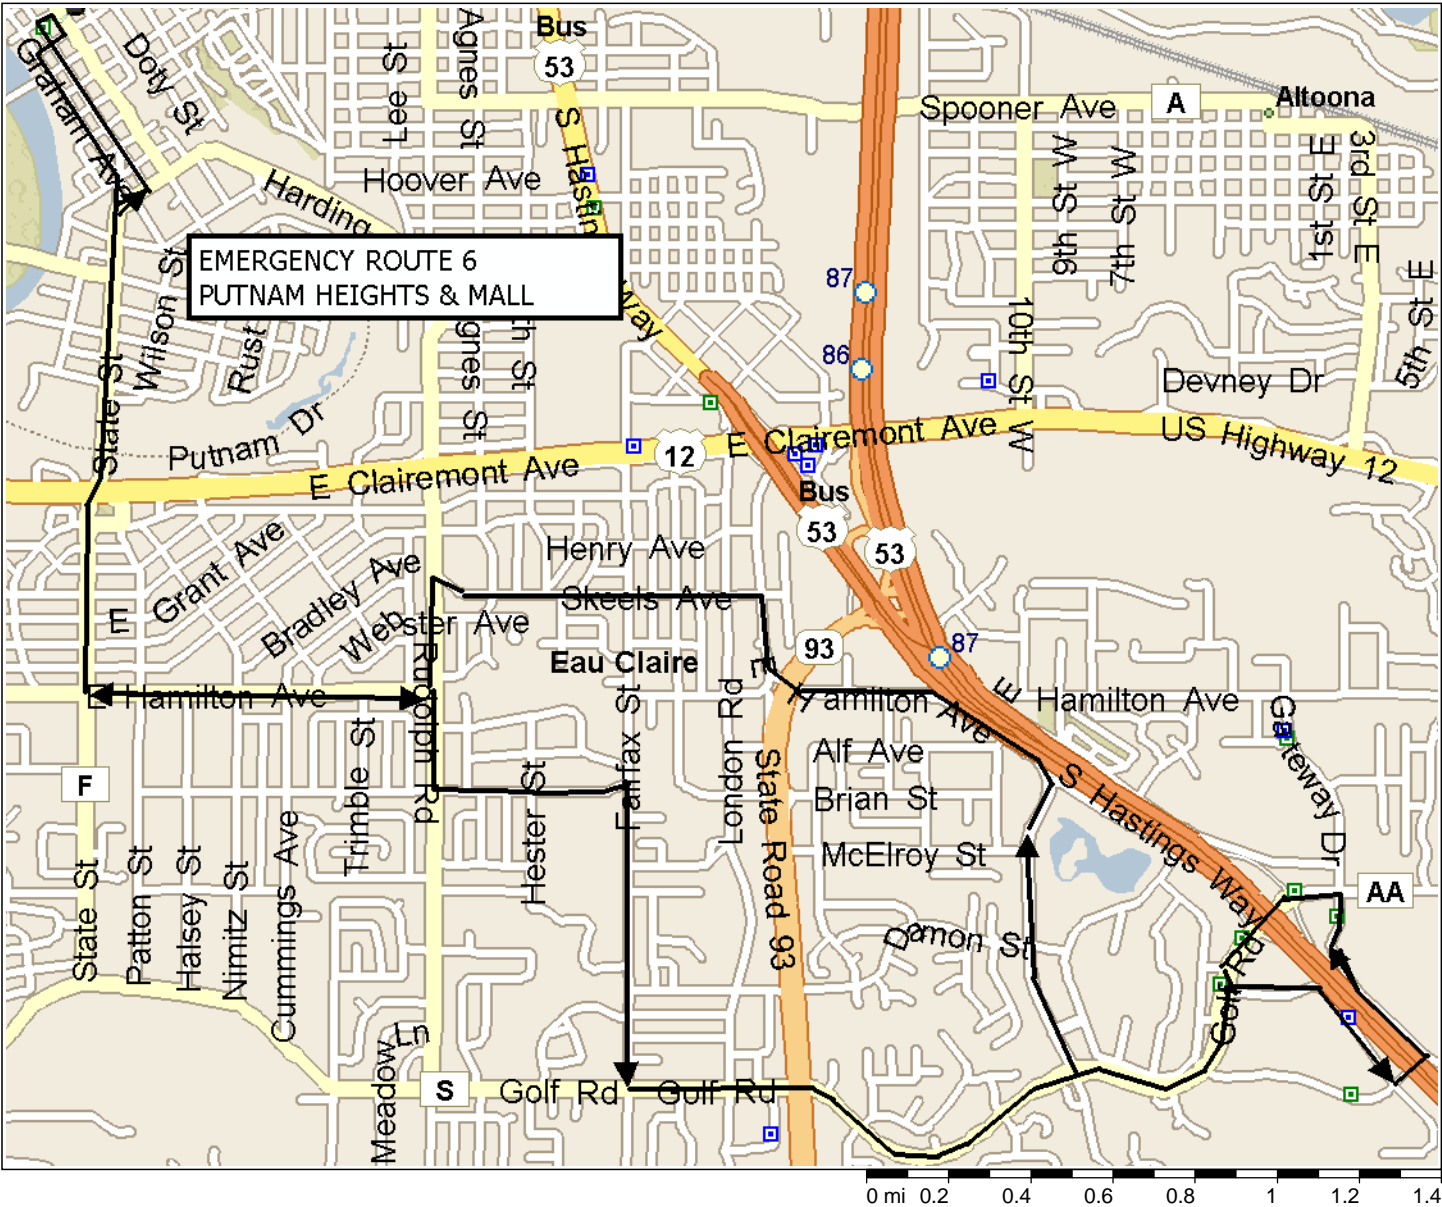 Bus
53
Graham Ave
Doty St
Lee St
Agnes St
S Hastin
Way
Spooner Ave
A
Altoona
Hoover Ave
Harding
9th St W
7th St W
1st St E
3rd St E
5th St E
EMERGENCY ROUTE 6
PUTNAM HEIGHTS & MALL
87
86
10th St W
Devney Dr
State St
Wilson St
Rust
gnes St
th St
Putnam Dr
E Clairemont Ave
12
E Clairemont Ave
US Highway 12
Bus
53
53
Henry Ave
Grant Ave
Bradley Ave
Webster Ave
Skeels Ave
E
93
87
Eau Claire
E Hamilton Ave
Rudolph Rd
Fairfax St
London Rd
E Hamilton Ave
E Hamilton Ave
Gateway Dr
Alf Ave
Brian St
McElroy St
Damon St
S Hastings Way
State Road 93
F
State St
Patton St
Halsey St
Nimitz St
Cummings Ave
Trimble St
Hester St
AA
Golf Rd
Meadow Ln
S
Golf Rd
Golf Rd
0 mi 0.2 0.4 0.6 0.8 1 1.2 1.4